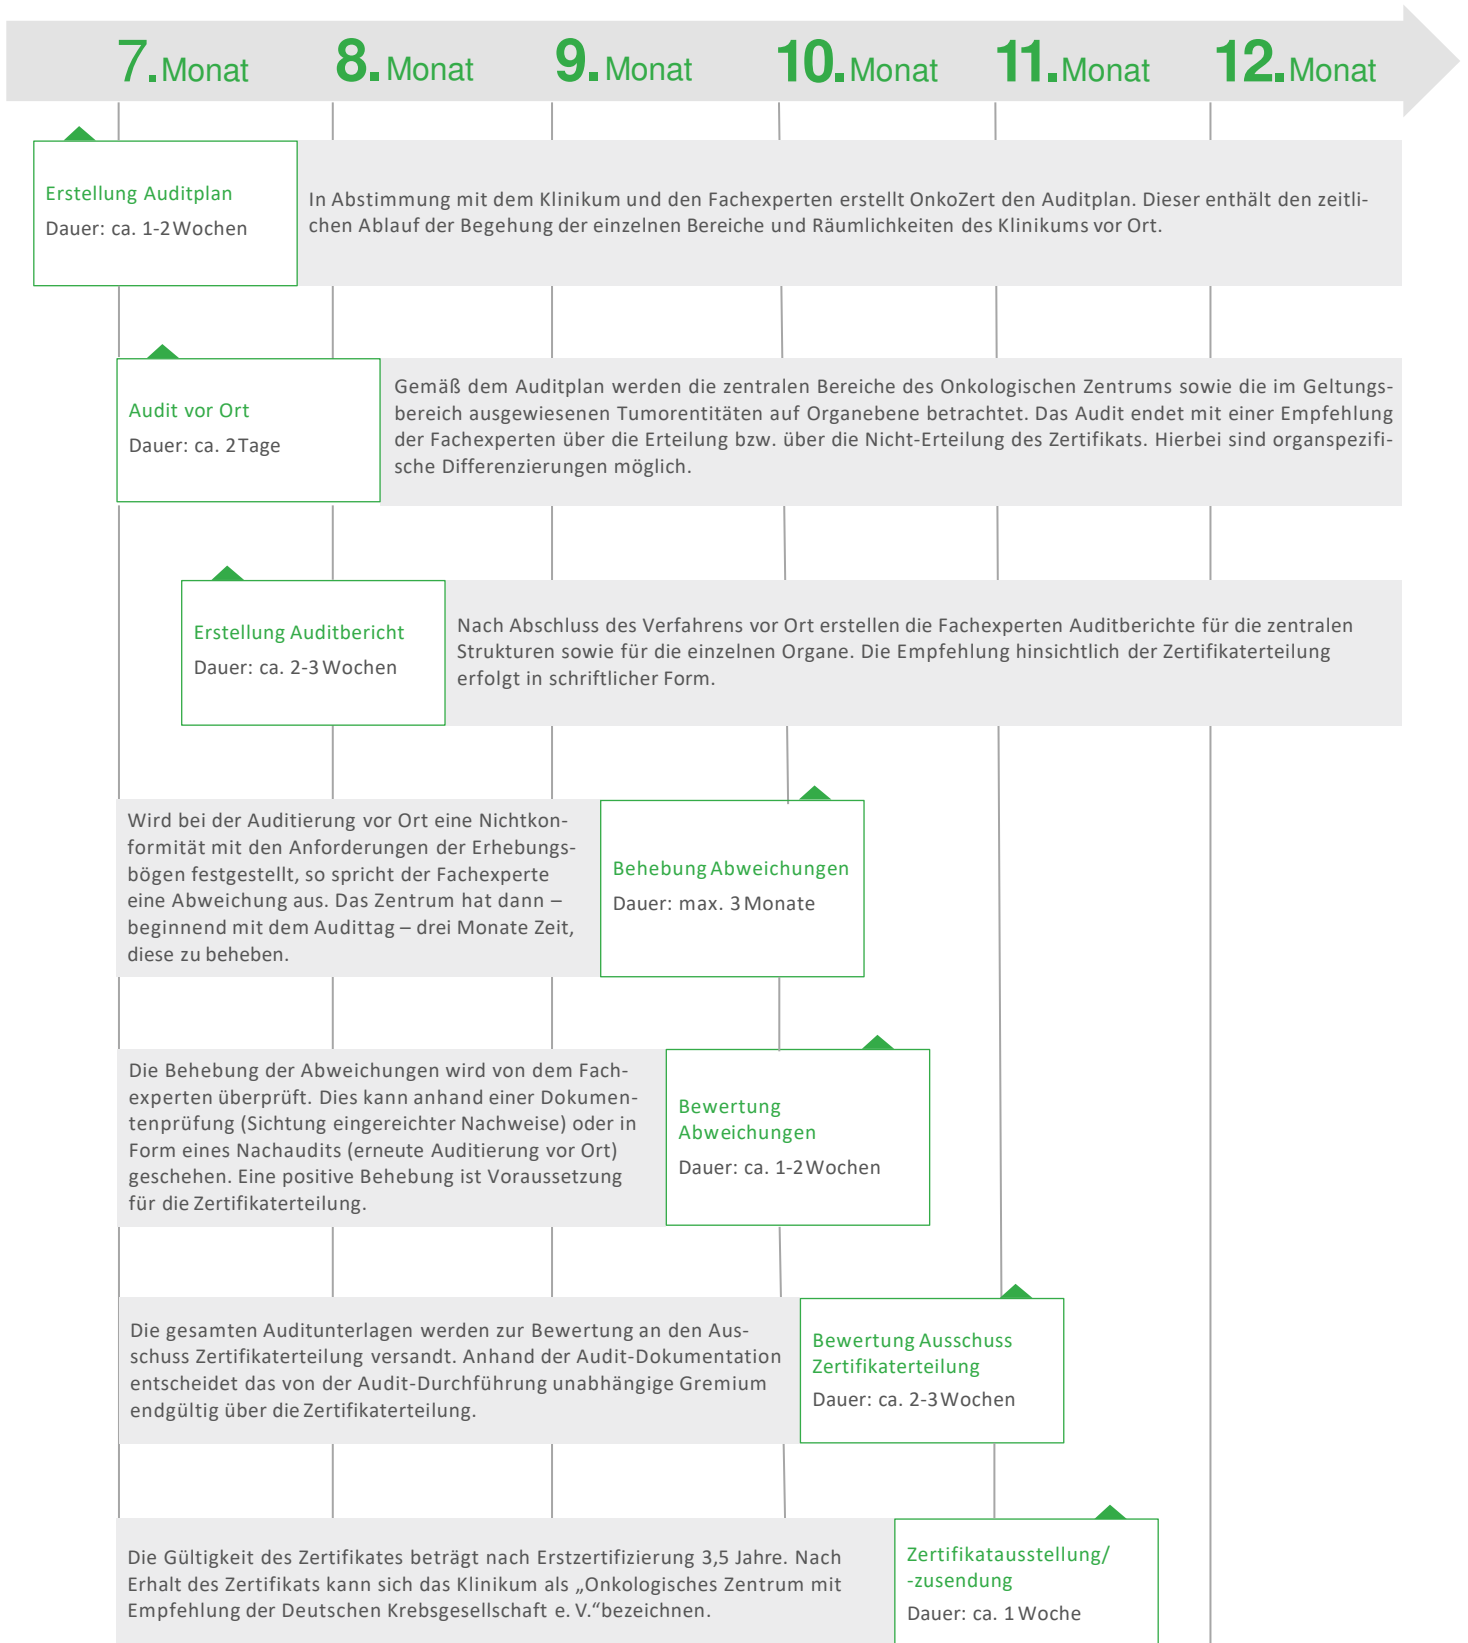 7. Monat 8. Monat 9. Monat 10. Monat 11. Monat 12. Monat
Erstellung Auditplan
Dauer: ca. 1-2 Wochen
In Abstimmung mit dem Klinikum und den Fachexperten erstellt OnkoZert den Auditplan. Dieser enthält den zeitli-
chen Ablauf der Begehung der einzelnen Bereiche und Räumlichkeiten des Klinikums vor Ort.
Audit vor Ort
Dauer: ca. 2 Tage
Gemäß dem Auditplan werden die zentralen Bereiche des Onkologischen Zentrums sowie die im Geltungs-
bereich ausgewiesenen Tumorentitäten auf Organebene betrachtet. Das Audit endet mit einer Empfehlung
der Fachexperten über die Erteilung bzw. über die Nicht-Erteilung des Zertifikats. Hierbei sind organspezifi-
sche Differenzierungen möglich.
Erstellung Auditbericht
Dauer: ca. 2-3 Wochen
Nach Abschluss des Verfahrens vor Ort erstellen die Fachexperten Auditberichte für die zentralen
Strukturen sowie für die einzelnen Organe. Die Empfehlung hinsichtlich der Zertifikaterteilung
erfolgt in schriftlicher Form.
Wird bei der Auditierung vor Ort eine Nichtkon-
formität mit den Anforderungen der Erhebungs-
bögen festgestellt, so spricht der Fachexperte
eine Abweichung aus. Das Zentrum hat dann –
beginnend mit dem Audittag – drei Monate Zeit,
diese zu beheben.
Behebung Abweichungen
Dauer: max. 3 Monate
Die Behebung der Abweichungen wird von dem Fach-
experten überprüft. Dies kann anhand einer Dokumen-
tenprüfung (Sichtung eingereichter Nachweise) oder in
Form eines Nachaudits (erneute Auditierung vor Ort)
geschehen. Eine positive Behebung ist Voraussetzung
für die Zertifikaterteilung.
Bewertung
Abweichungen
Dauer: ca. 1-2 Wochen
Die gesamten Auditunterlagen werden zur Bewertung an den Aus-
schuss Zertifikaterteilung versandt. Anhand der Audit-Dokumentation
entscheidet das von der Audit-Durchführung unabhängige Gremium
endgültig über die Zertifikaterteilung.
Bewertung Ausschuss
Zertifikaterteilung
Dauer: ca. 2-3 Wochen
Die Gültigkeit des Zertifikates beträgt nach Erstzertifizierung 3,5 Jahre. Nach
Erhalt des Zertifikats kann sich das Klinikum als „Onkologisches Zentrum mit
Empfehlung der Deutschen Krebsgesellschaft e. V.“bezeichnen.
Zertifikatausstellung/
-zusendung
Dauer: ca. 1 Woche